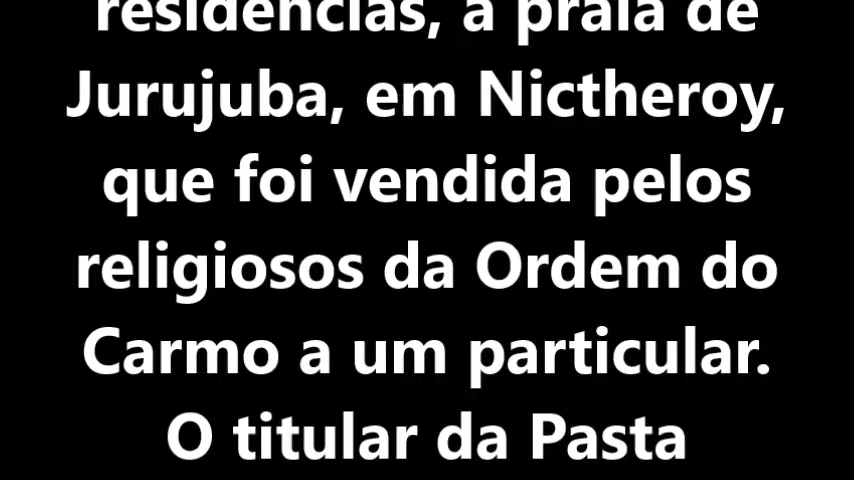 residências, à praia de
Jurujuba, em Nictheroy,
que foi vendida pelos
religiosos da Ordem do
Carmo a um particular.
O titular da Pasta